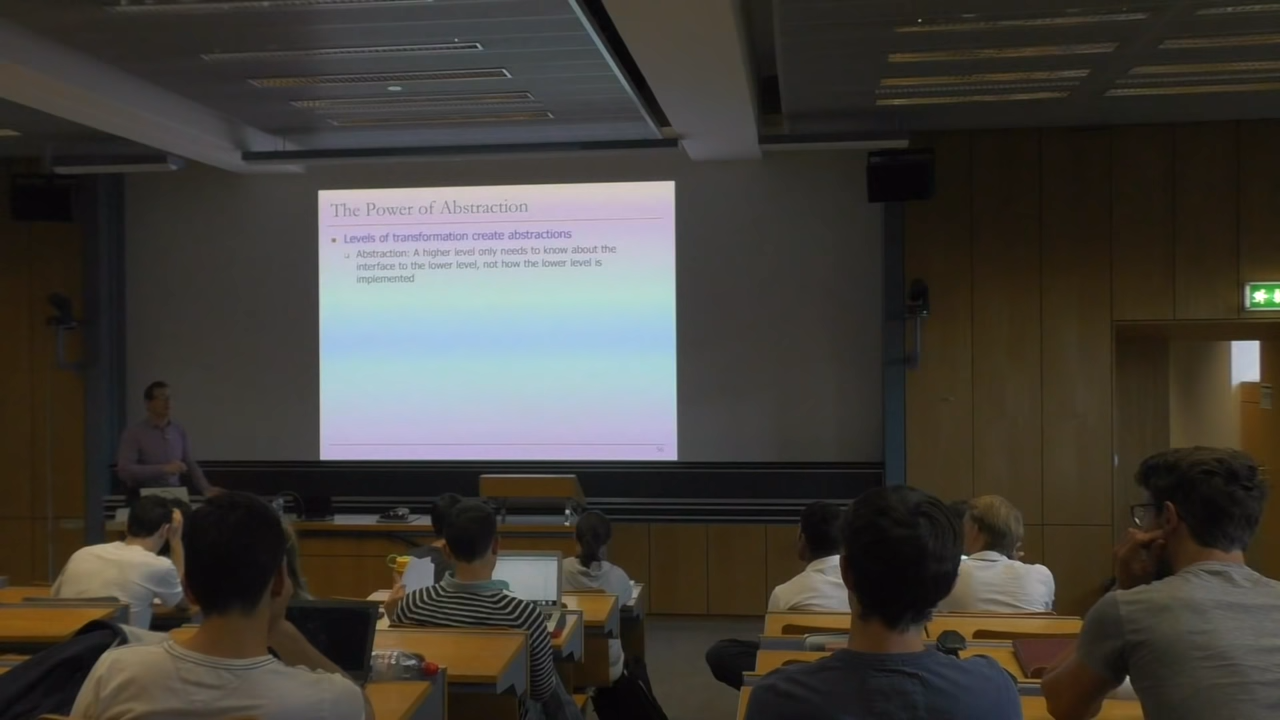 The Power of Abstraction
Levels of transformation create abstractions
Abstraction: A higher level only needs to know about the
interface to the lower level, not how the lower level is
implemented